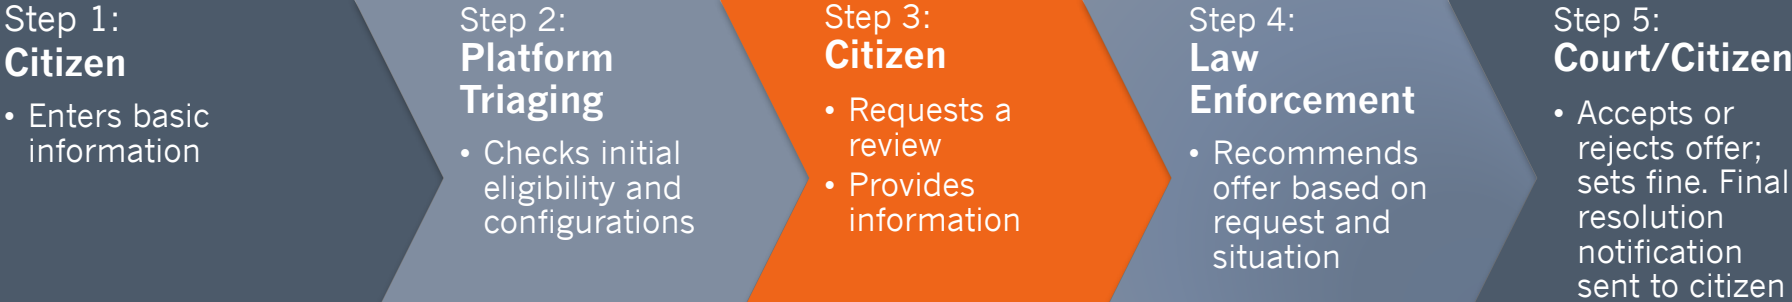 Step 1:
Citizen
• Enters basic
information
Step 2:
Platform
Triaging
• Checks initial
eligibility and
configurations
Step 3:
Citizen
• Requests a
review
• Provides
information
Step 4:
Law
Enforcement
• Recommends
offer based on
request and
situation
Step 5:
Court/Citizen
• Accepts or
rejects offer;
sets fine. Final
resolution
notification
sent to citizen